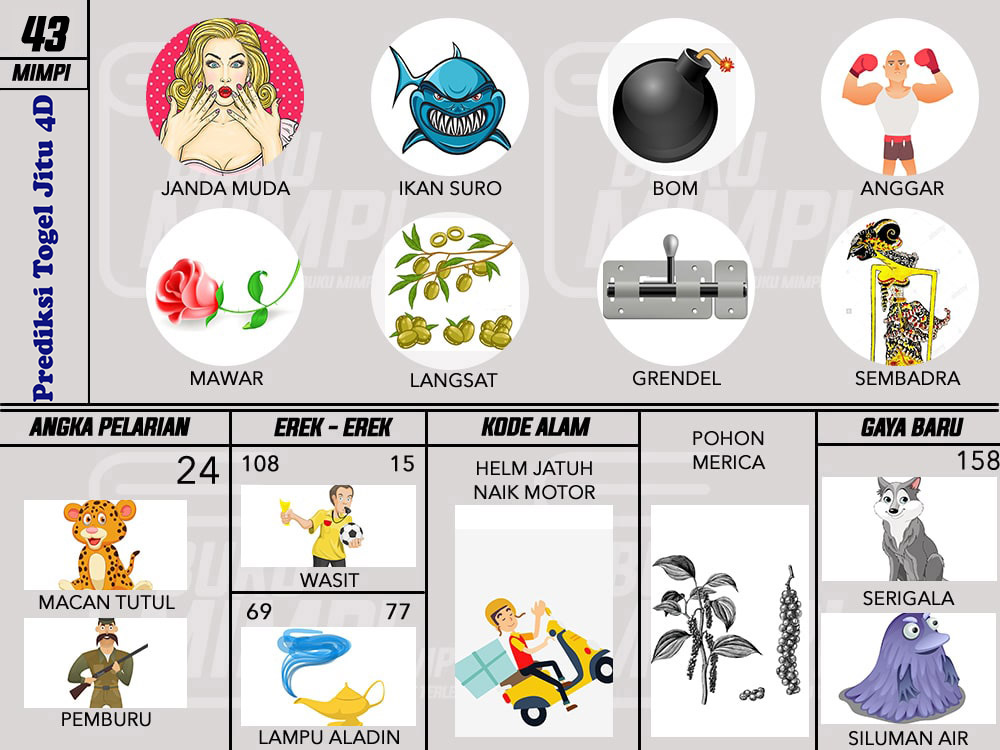 43
MIMPI
Prediksi Togel Jitu 4D
JANDA MUDA
IKAN SURO
BOM
ANGGAR
MAWAR
LANGSAT
GRENDEL
SEMBADRA
ANGKA PELARIAN
24
MACAN TUTUL
PEMBURU
EREK - EREK
108 15
WASIT
69 77
LAMPU ALADIN
KODE ALAM
HELM JATUH
NAIK MOTOR
POHON
MERICA
GAYA BARU
158
SERIGALA
SILUMAN AIR
BUKU
MIMPI